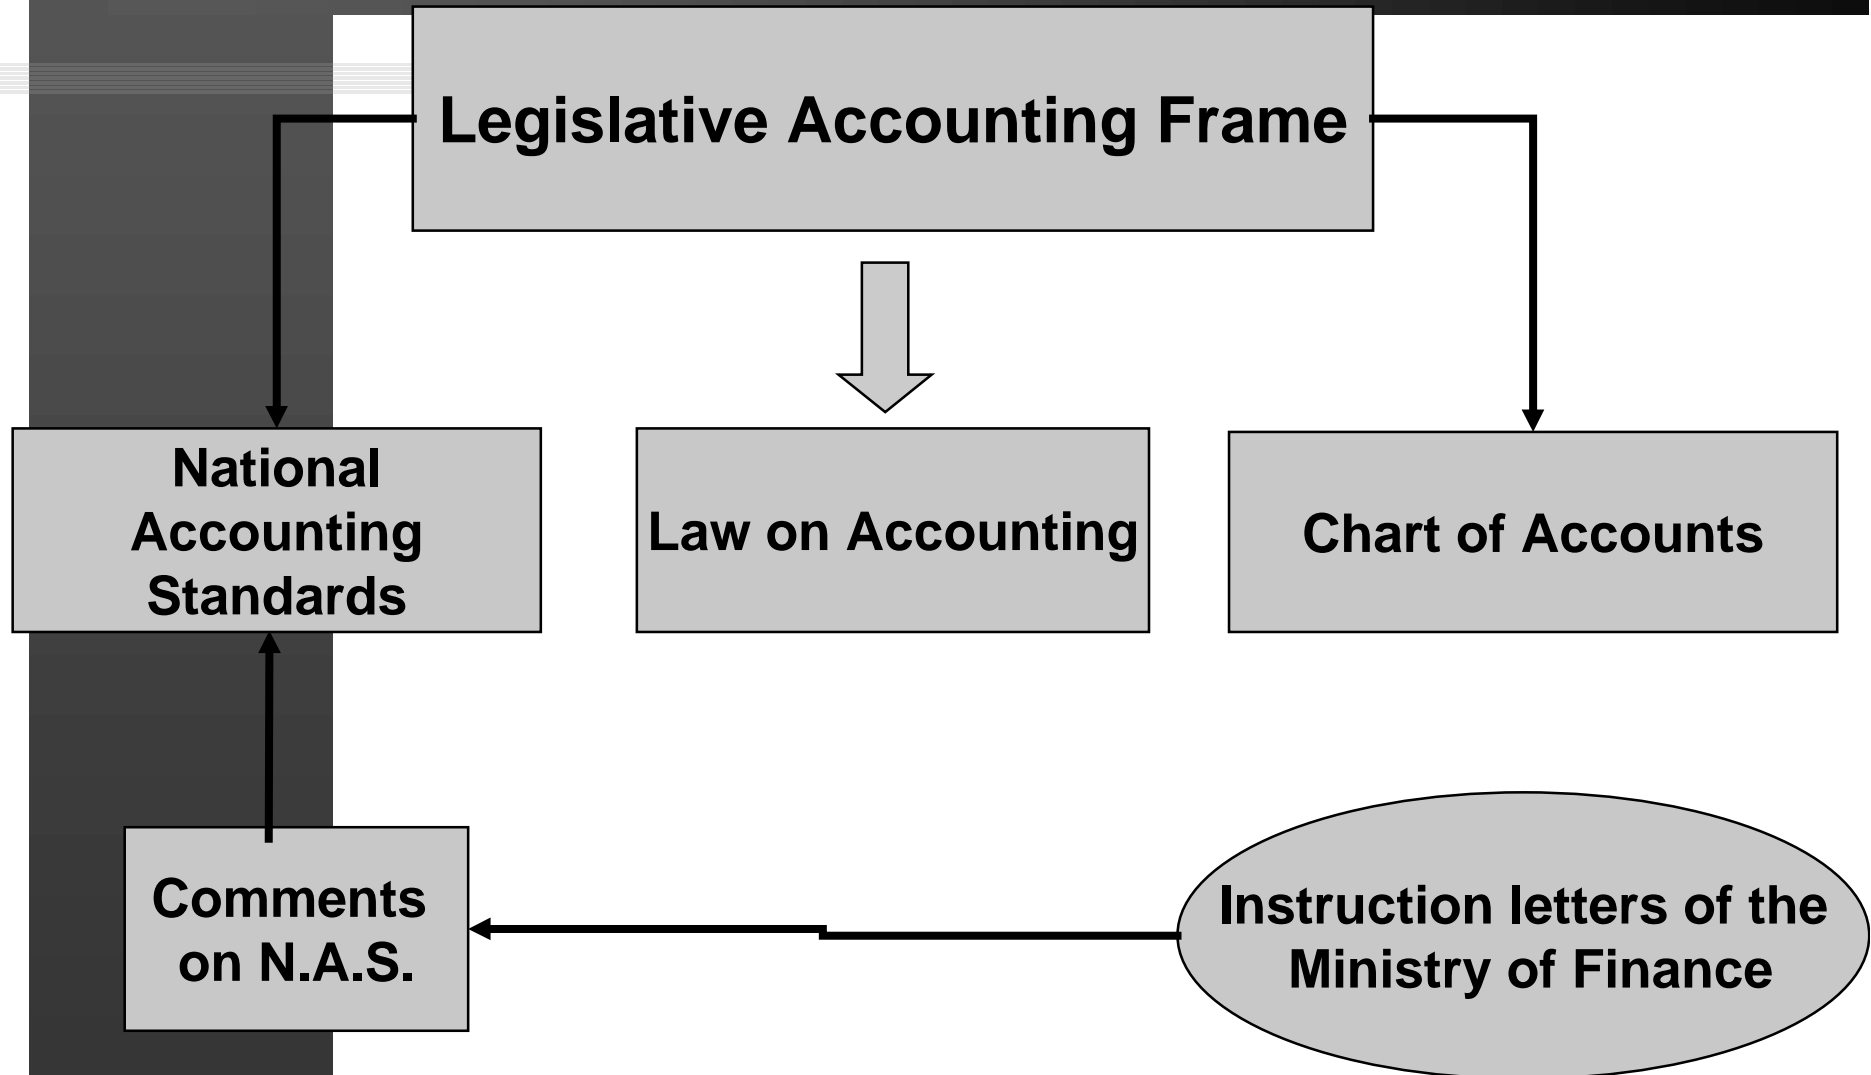 Legislative Accounting Frame
National
Accounting
Standards
Law on Accounting
Chart of Accounts
Comments
on N.A.S.
Instruction letters of the
Ministry of Finance